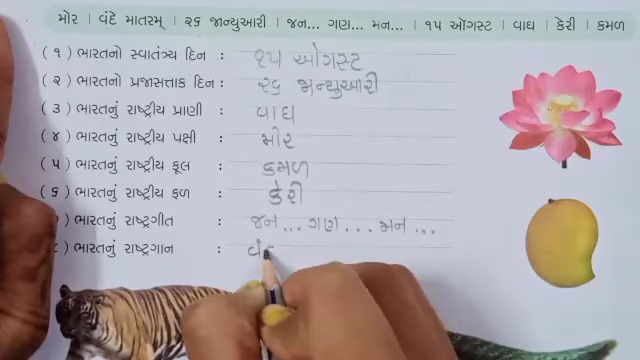 મોર | વંદે માતરમ્ | ૨૬ જાન્યુઆરી | જન... ગણ... મન... | ૧૫ ઑગસ્ટ | વાઘ | કેરી | કમળ
(૧) ભારતનો સ્વાતંત્ર્ય દિન : ૧૫ ઓગસ્ટ
(૨) ભારતનો પ્રજાસત્તાક દિન : ૨૬ જાન્યુઆરી
(૩) ભારતનું રાષ્ટ્રીય પ્રાણી : વાઘ
(૪) ભારતનું રાષ્ટ્રીય પક્ષી : મોર
(૫) ભારતનું રાષ્ટ્રીય ફૂલ : કમળ
(૬) ભારતનું રાષ્ટ્રીય ફળ : કેરી
) ભારતનું રાષ્ટ્રગીત : જન... ગણ... મન...
) ભારતનું રાષ્ટ્રગાન : વં